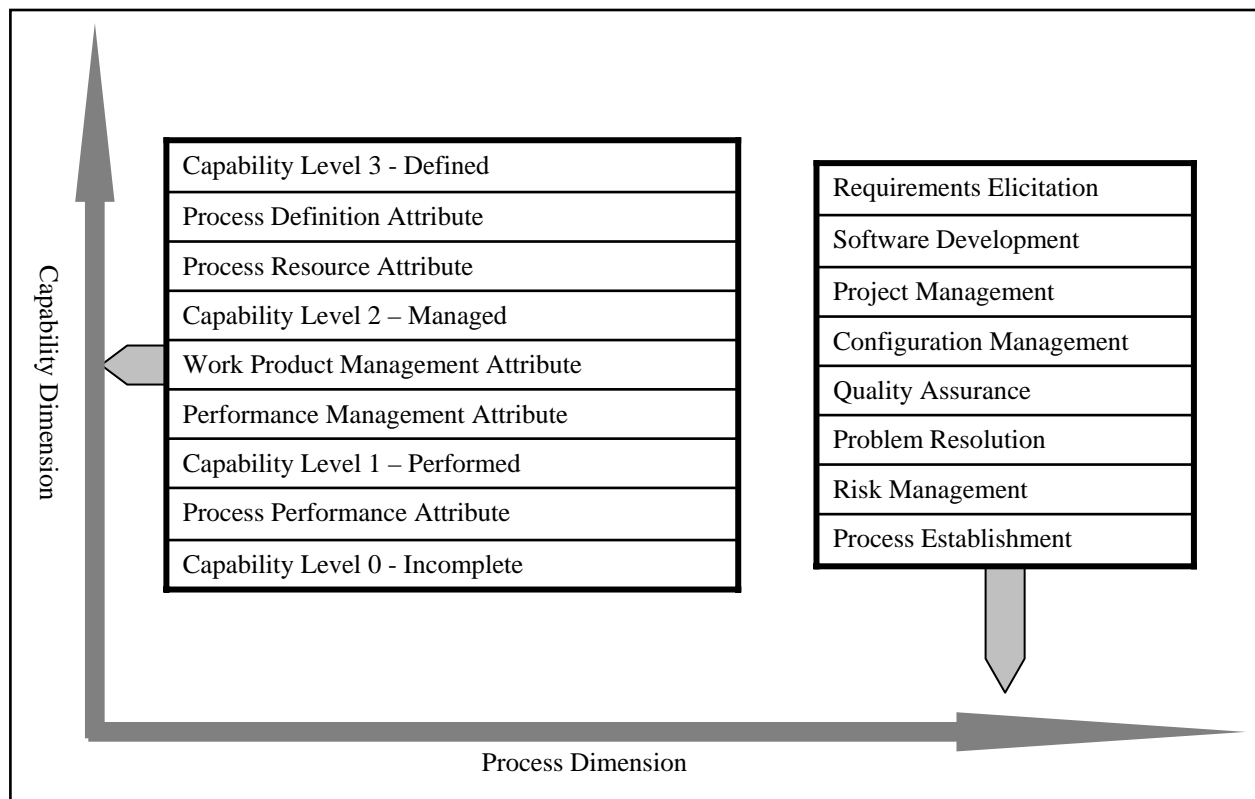 Capability Dimension
Capability Level 3 - Defined
Process Definition Attribute
Process Resource Attribute
Capability Level 2 – Managed
Work Product Management Attribute
Performance Management Attribute
Capability Level 1 – Performed
Process Performance Attribute
Capability Level 0 - Incomplete
Requirements Elicitation
Software Development
Project Management
Configuration Management
Quality Assurance
Problem Resolution
Risk Management
Process Establishment
Process Dimension